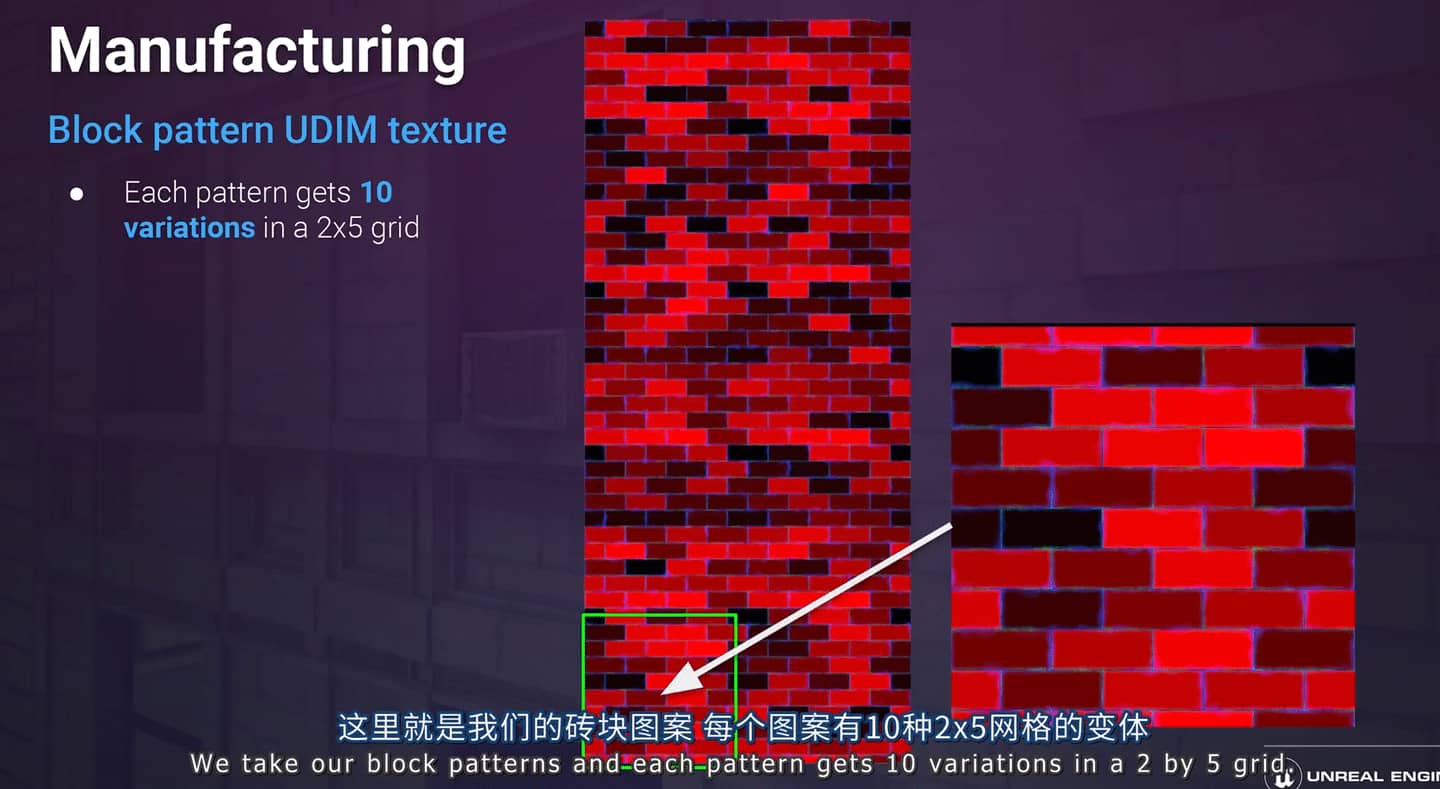 Manufacturing
Block pattern UDIM texture
● Each pattern gets 10
variations in a 2x5 grid
这里就是我们的砖块图案 每个图案有10种2x5网格的变体
We take our block patterns and each pattern gets 10 variations in a 2 by 5 grid.
UNREAL ENGIN